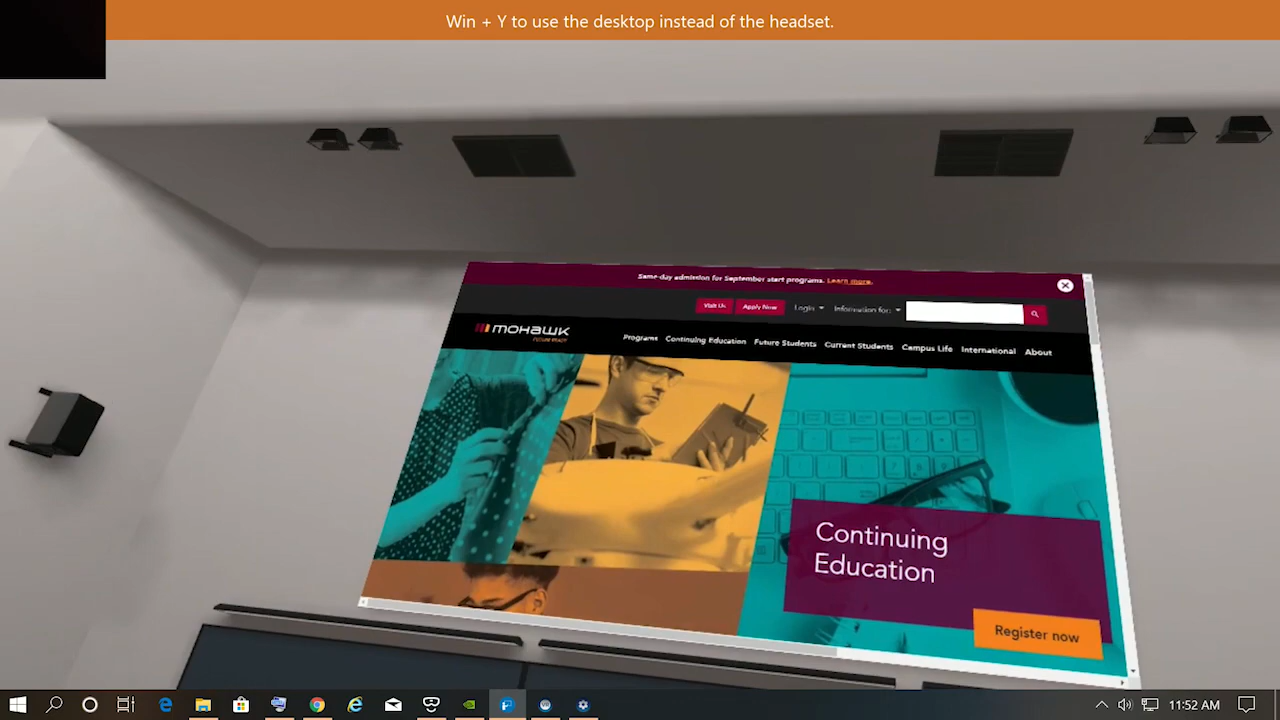 Win + Y to use the desktop instead of the headset.
Same-day admission for September start programs. Learn more.
Visit Us Apply Now Login Information for:
mohawk
FUTURE READY
Programs Continuing Education Future Students Current Students Campus Life International About
Continuing
Education
Register now
11:52 AM